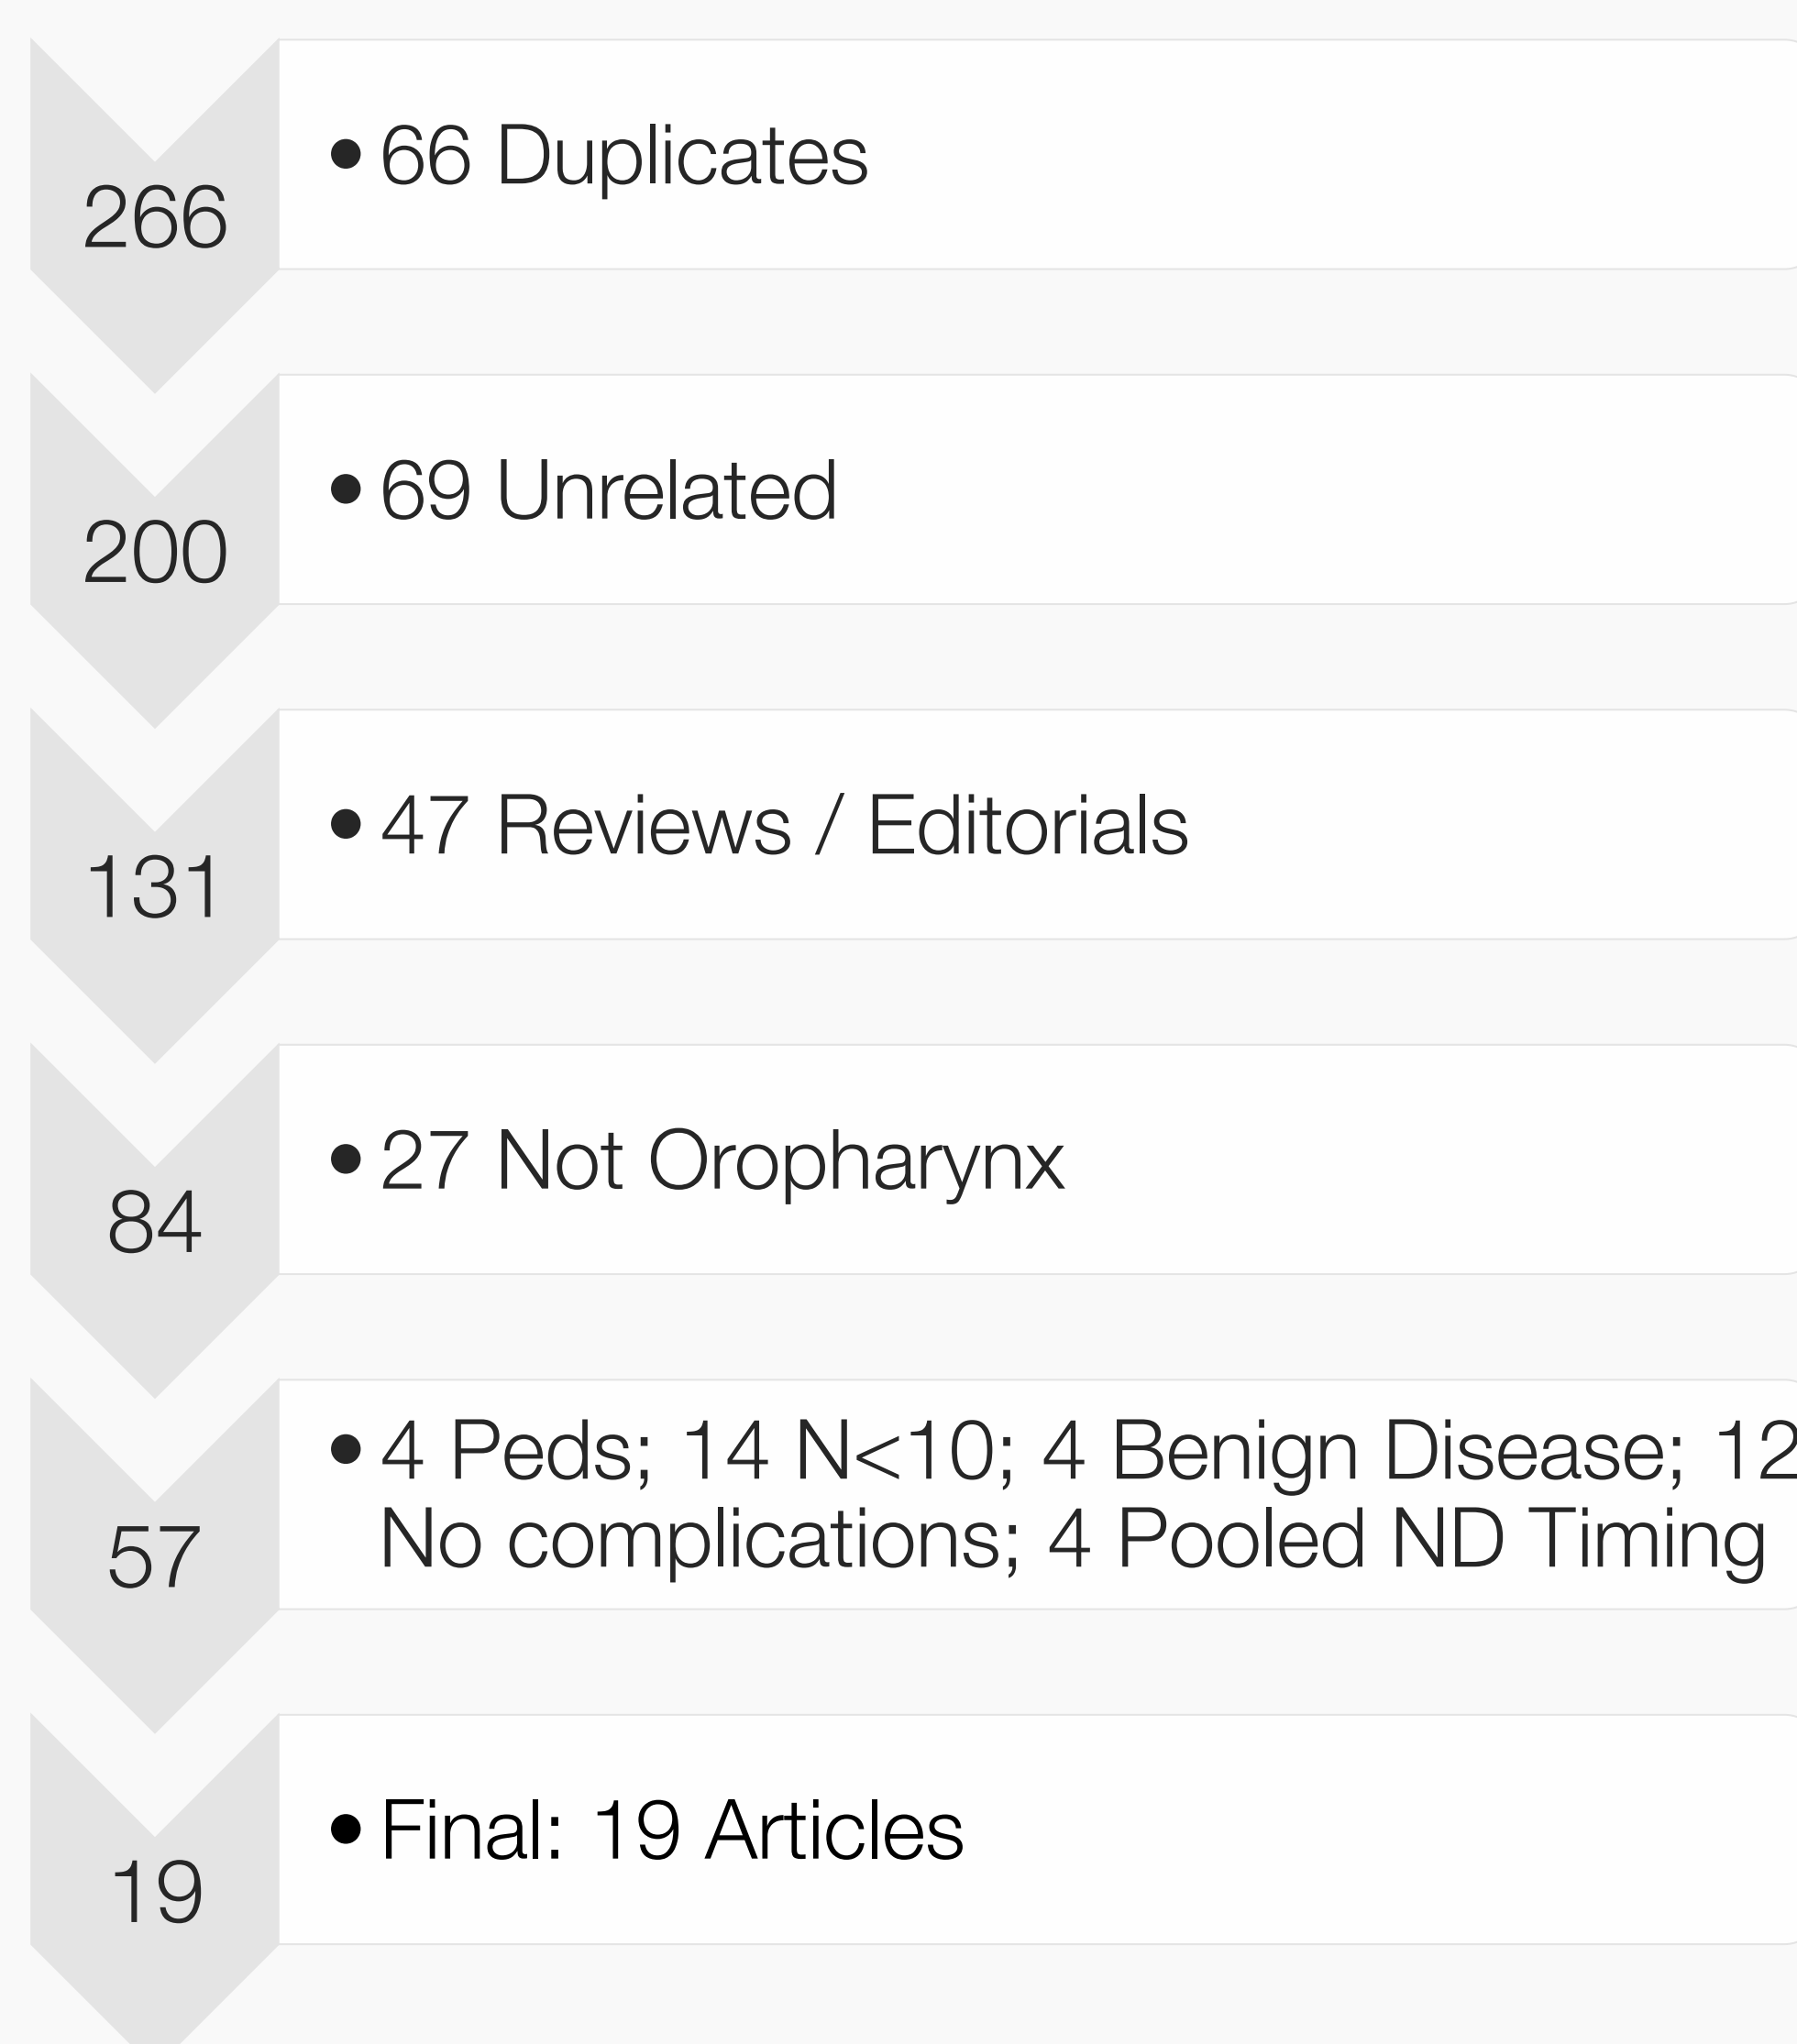 266
• 66 Duplicates
200
• 69 Unrelated
131
• 47 Reviews / Editorials
84
• 27 Not Oropharynx
57
• 4 Peds; 14 N<10; 4 Benign Disease; 12
No complications; 4 Pooled ND Timing
19
• Final: 19 Articles